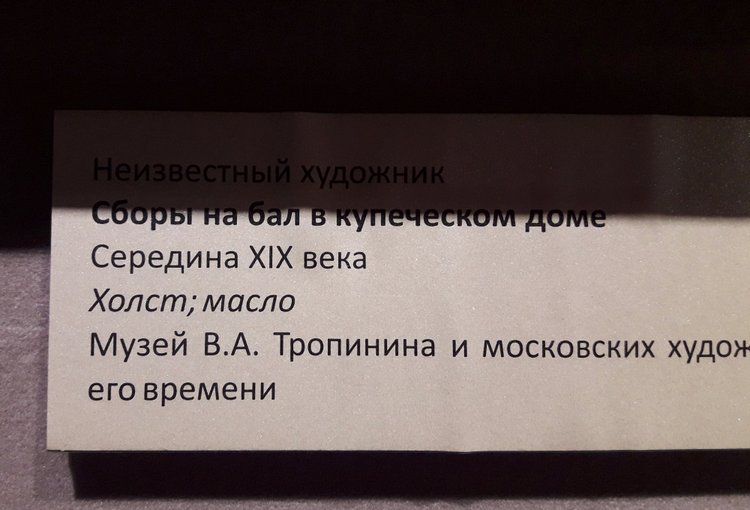 Неизвестный художник
Сборы на бал в купеческом доме
Середина XIX века
Холст; масло
Музей В.А. Тропинина и московских худож
его времени